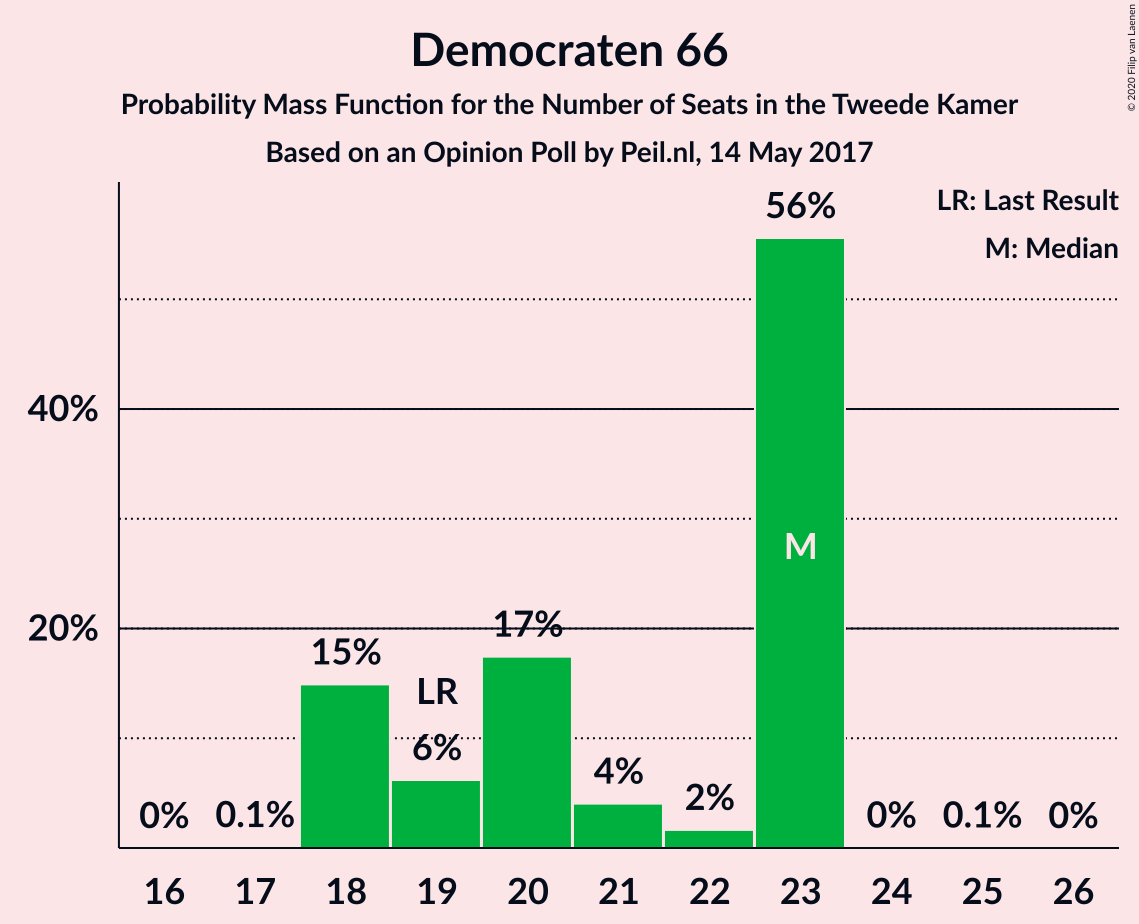 Democraten 66
Probability Mass Function for the Number of Seats in the Tweede Kamer
Based on an Opinion Poll by Peil.nl, 14 May 2017
© 2020 Filip van Laenen
LR: Last Result
M: Median
56%
40%
M
20%
17%
15%
LR
6%
4%
2%
0%
0.1%
0%
0.1%
0%
16 17 18 19 20 21 22 23 24 25 26